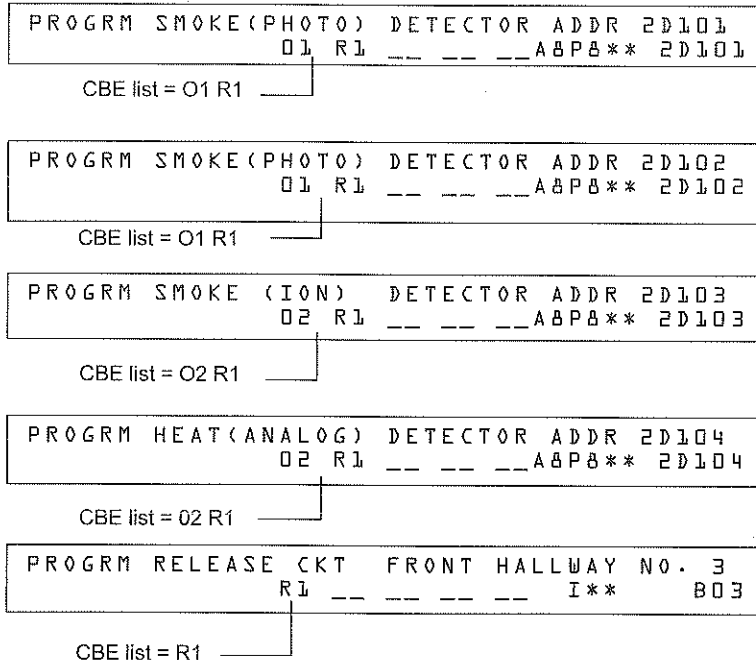 PROGRM SMOKE(PHOTO) DETECTOR ADDR 2D101
01 R1 __ __ __A8P8** 2D101
CBE list = O1 R1
PROGRM SMOKE(PHOTO) DETECTOR ADDR 2D102
01 R1 __ __ __A8P8** 2D102
CBE list = O1 R1
PROGRM SMOKE (ION) DETECTOR ADDR 2D103
02 R1 __ __ __A8P8** 2D103
CBE list = O2 R1
PROGRM HEAT(ANALOG) DETECTOR ADDR 2D104
02 R1 __ __ __A8P8** 2D104
CBE list = 02 R1
PROGRM RELEASE CKT FRONT HALLWAY NO. 3
R1 __ __ __ __ I** B03
CBE list = R1